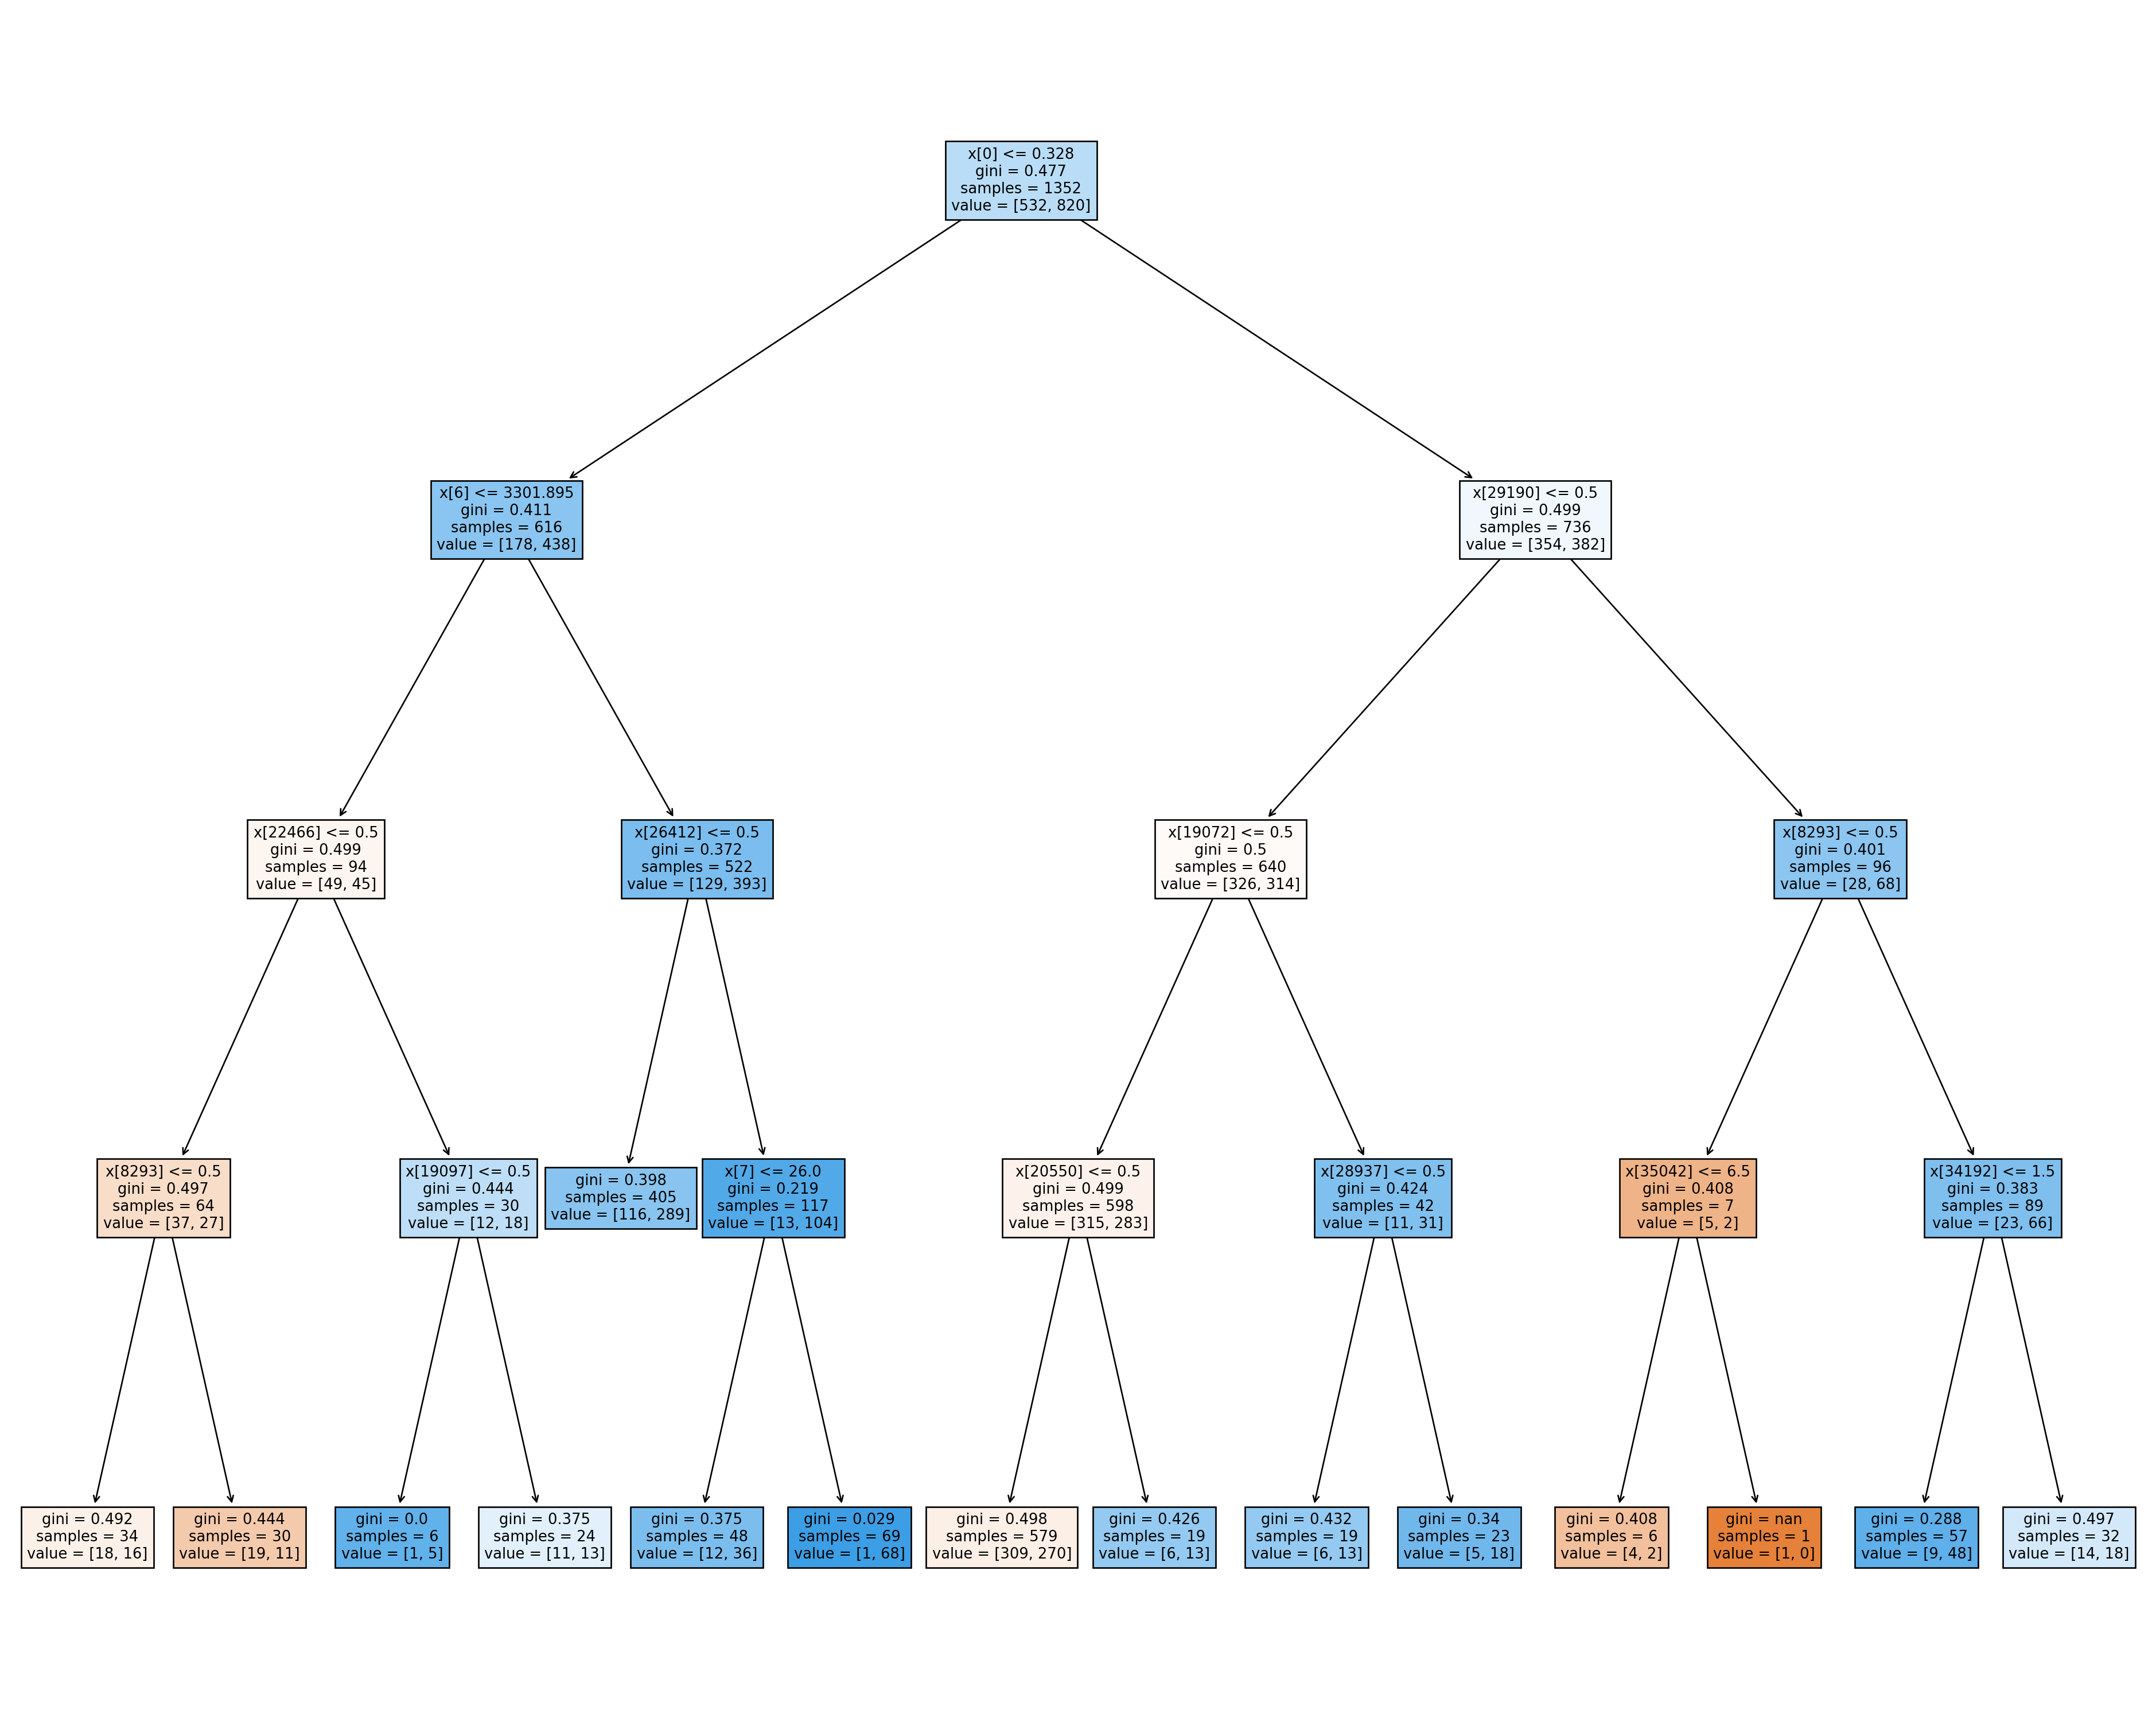 x[0] <= 0.328
gini = 0.477
samples = 1352
value = [532, 820]
x[6] <= 3301.895
gini = 0.411
samples = 616
value = [178, 438]
x[29190] <= 0.5
gini = 0.499
samples = 736
value = [354, 382]
x[22466] <= 0.5
gini = 0.499
samples = 94
value = [49, 45]
x[26412] <= 0.5
gini = 0.372
samples = 522
value = [129, 393]
x[19072] <= 0.5
gini = 0.5
samples = 640
value = [326, 314]
x[8293] <= 0.5
gini = 0.401
samples = 96
value = [28, 68]
x[8293] <= 0.5
gini = 0.497
samples = 64
value = [37, 27]
x[19097] <= 0.5
gini = 0.444
samples = 30
value = [12, 18]
gini = 0.398
samples = 405
value = [116, 289]
x[7] <= 26.0
gini = 0.219
samples = 117
value = [13, 104]
x[20550] <= 0.5
gini = 0.499
samples = 598
value = [315, 283]
x[28937] <= 0.5
gini = 0.424
samples = 42
value = [11, 31]
x[35042] <= 6.5
gini = 0.408
samples = 7
value = [5, 2]
x[34192] <= 1.5
gini = 0.383
samples = 89
value = [23, 66]
gini = 0.492
samples = 34
value = [18, 16]
gini = 0.444
samples = 30
value = [19, 11]
gini = 0.0
samples = 6
value = [1, 5]
gini = 0.375
samples = 24
value = [11, 13]
gini = 0.375
samples = 48
value = [12, 36]
gini = 0.029
samples = 69
value = [1, 68]
gini = 0.498
samples = 579
value = [309, 270]
gini = 0.426
samples = 19
value = [6, 13]
gini = 0.432
samples = 19
value = [6, 13]
gini = 0.34
samples = 23
value = [5, 18]
gini = 0.408
samples = 6
value = [4, 2]
gini = nan
samples = 1
value = [1, 0]
gini = 0.288
samples = 57
value = [9, 48]
gini = 0.497
samples = 32
value = [14, 18]